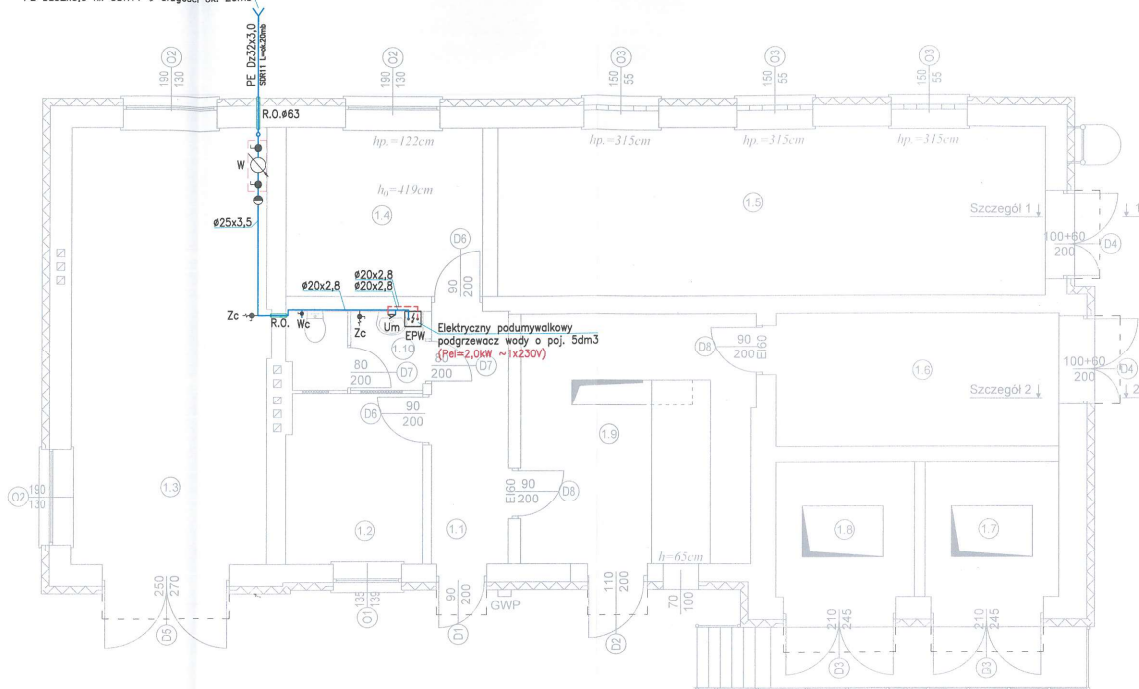 PE Dz32x3,0
SDR11 L=ok.20mb
190
130
O2
190
130
O2
150
55
O3
150
55
O3
150
55
O3
R.O.ø63
hp.=122cm
hp.=315cm
hp.=315cm
hp.=315cm
W
h₀=419cm
1.4
1.5
Szczegół 1
1
ø25x3,5
D6
90
200
100+60
200
D4
ø20x2,8
ø20x2,8
ø20x2,8
Zc
R.O.
Wc
Zc
Um
EPW
Elektryczny podumywalkowy
podgrzewacz wody o poj. 5dm3
(Pel=2,0kW ~1x230V)
1.10
80
200
D7
80
200
D7
D8
90
200
EI60
1.6
100+60
200
D4
Szczegół 2
2
D6
90
200
1.9
O2
190
130
1.3
EI60
90
200
D8
1.2
1.1
1.8
1.7
h=65cm
250
270
D5
135
O1
90
200
D1
GWP
110
200
D2
70
100
210
245
D3
210
245
D3